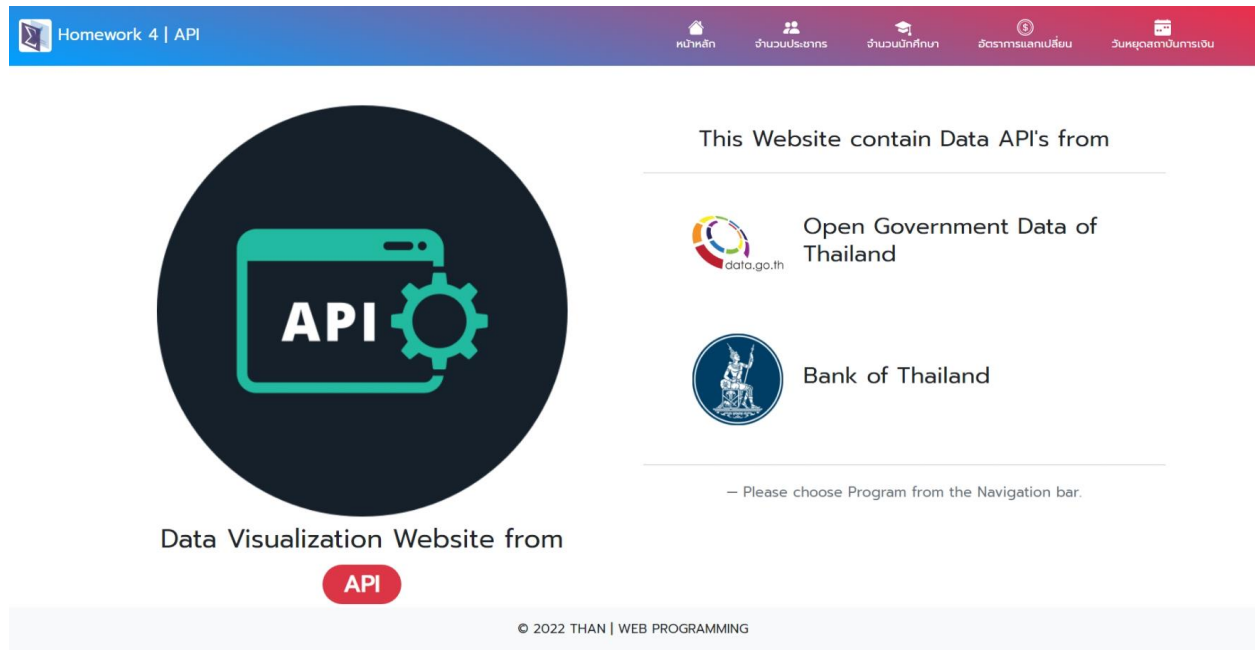 Homework 4 | API
หน้าหลัก
จำนวนประชากร
จำนวนนักศึกษา
อัตราการแลกเปลี่ยน
วันหยุดสถาบันการเงิน
API
Data Visualization Website from
API
This Website contain Data API's from
data.go.th
Open Government Data of
Thailand
Bank of Thailand
— Please choose Program from the Navigation bar.
© 2022 THAN | WEB PROGRAMMING